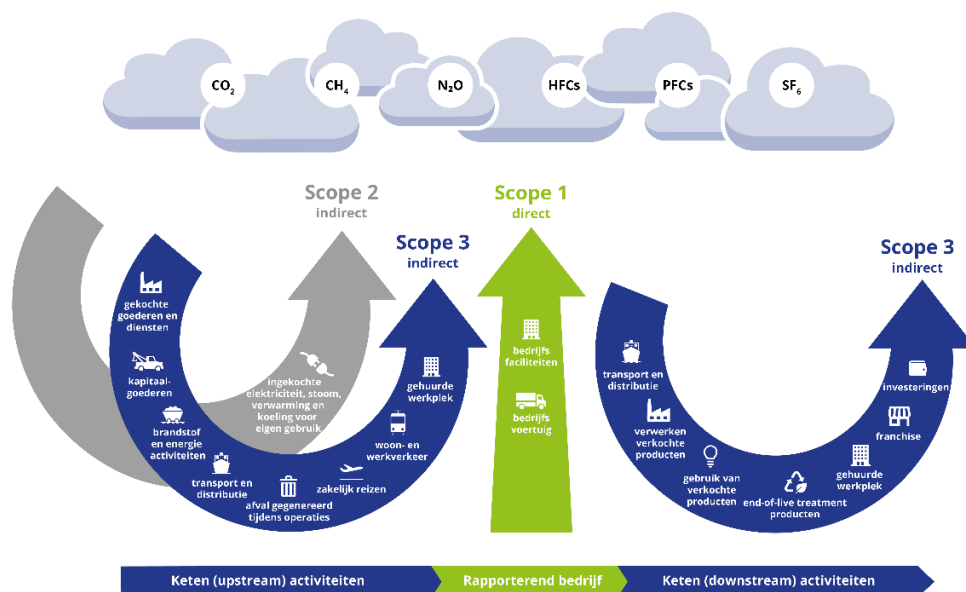 CO₂
CH₄
N₂O
HFCs
PFCs
SF₆
Scope 2
indirect
Scope 1
direct
Scope 3
indirect
Scope 3
indirect
gekochte
goederen en
diensten
kapitaal-
goederen
brandstof
en energie
activiteiten
transport en
distributie
afval gegenereerd
tijdens operaties
zakelijk reizen
woon- en
werkverkeer
gehuurde
werkplek
ingekochte
elektriciteit, stoom,
verwarming en
koeling voor
eigen gebruik
bedrijfs
faciliteiten
bedrijfs
voertuig
transport en
distributie
verwerken
verkochte
producten
gebruik van
verkochte
producten
end-of-live treatment
producten
gehuurde
werkplek
franchise
investeringen
Keten (upstream) activiteiten
Rapporterend bedrijf
Keten (downstream) activiteiten